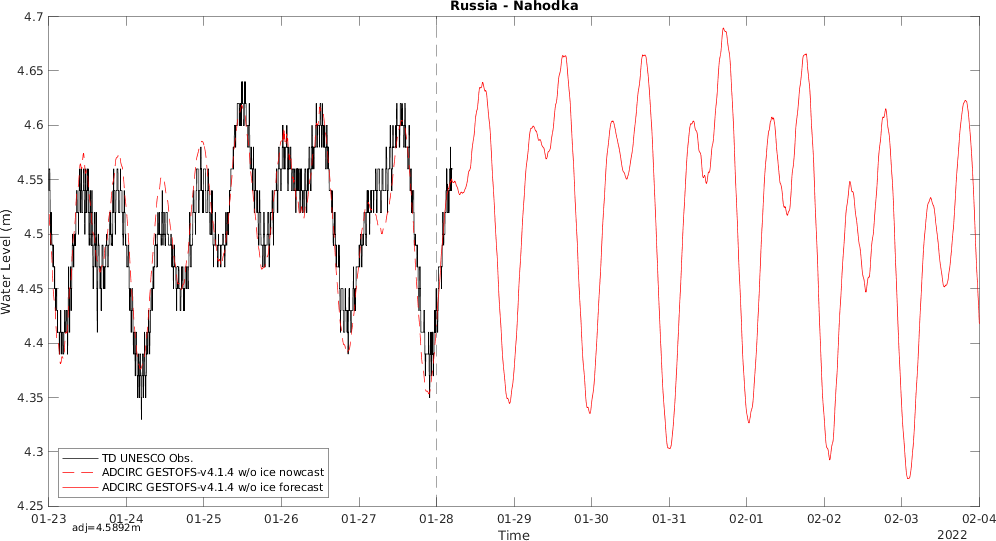 Russia - Nahodka
4.7
4.65
4.6
4.55
4.5
4.45
4.4
4.35
4.3
4.25
Water Level (m)
TD UNESCO Obs.
ADCIRC GESTOFS-v4.1.4 w/o ice nowcast
ADCIRC GESTOFS-v4.1.4 w/o ice forecast
01-23 01-24 01-25 01-26 01-27 01-28 01-29 01-30 01-31 02-01 02-02 02-03 02-04
adj=4.5892m
Time
2022